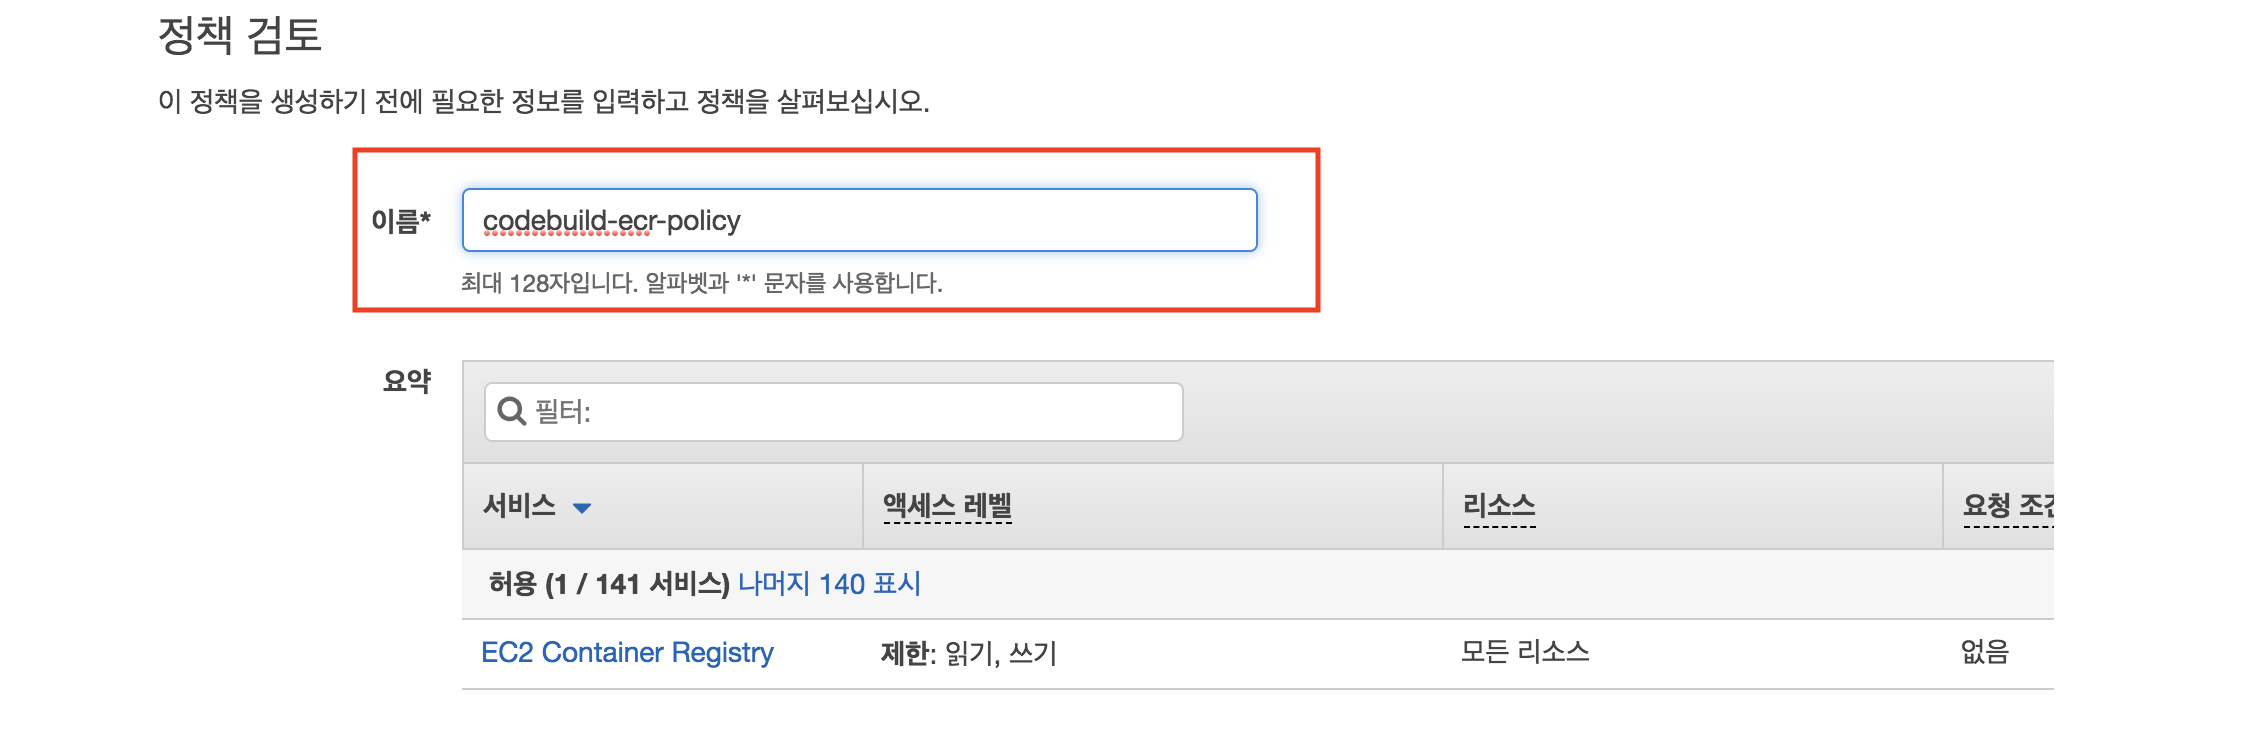 정책 검토
이 정책을 생성하기 전에 필요한 정보를 입력하고 정책을 살펴보십시오.
이름* codebuild-ecr-policy
최대 128자입니다. 알파벳과 '*' 문자를 사용합니다.
요약
필터:
서비스 액세스 레벨 리소스 요청 조건
허용 (1 / 141 서비스) 나머지 140 표시
EC2 Container Registry 제한: 읽기, 쓰기 모든 리소스 없음